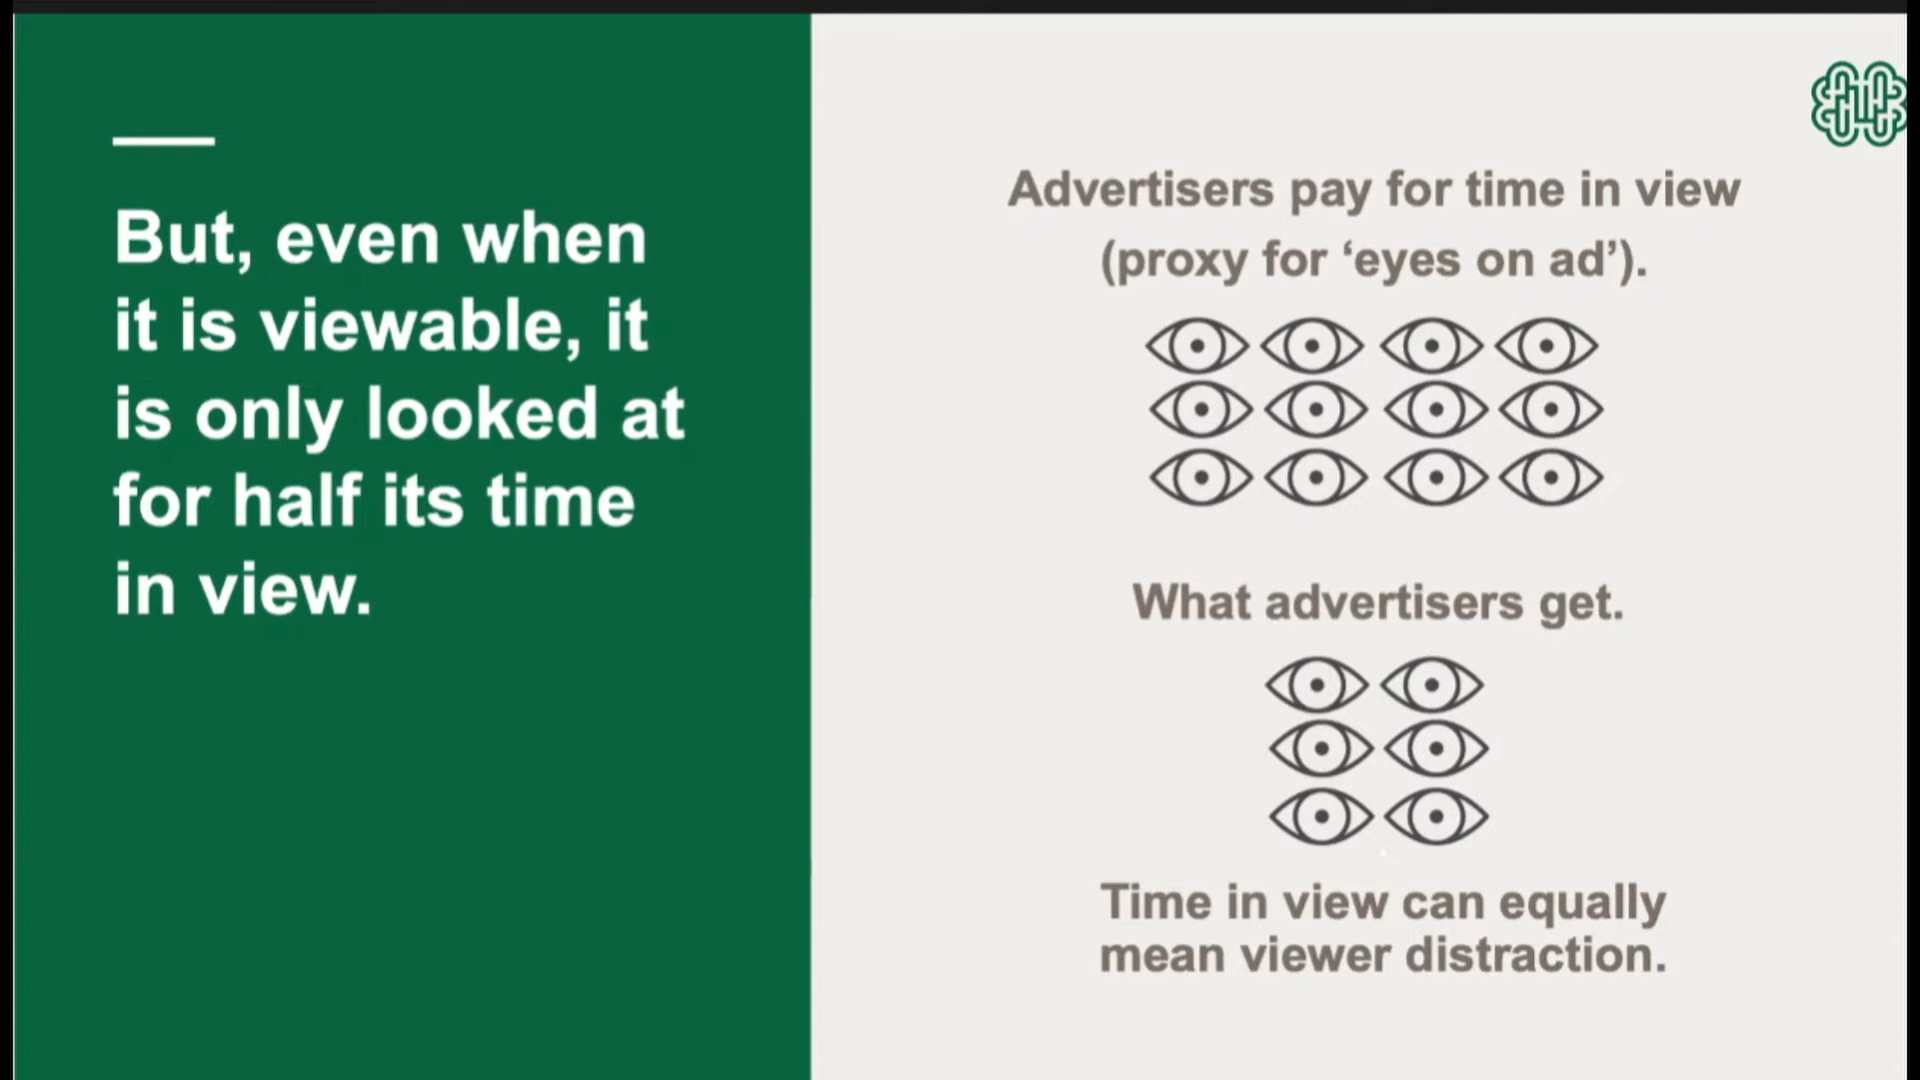 But, even when
it is viewable, it
is only looked at
for half its time
in view.
Advertisers pay for time in view
(proxy for ‘eyes on ad’).
What advertisers get.
Time in view can equally
mean viewer distraction.